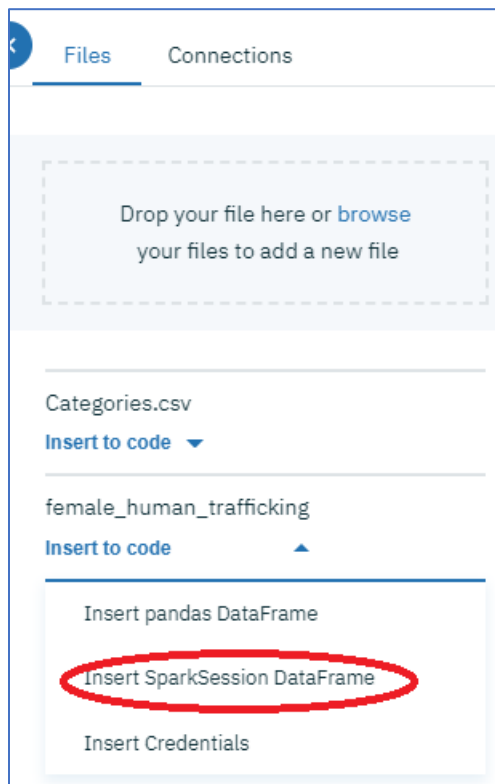 Files Connections
Drop your file here or browse
your files to add a new file
Categories.csv
Insert to code
female_human_trafficking
Insert to code
Insert pandas DataFrame
Insert SparkSession DataFrame
Insert Credentials